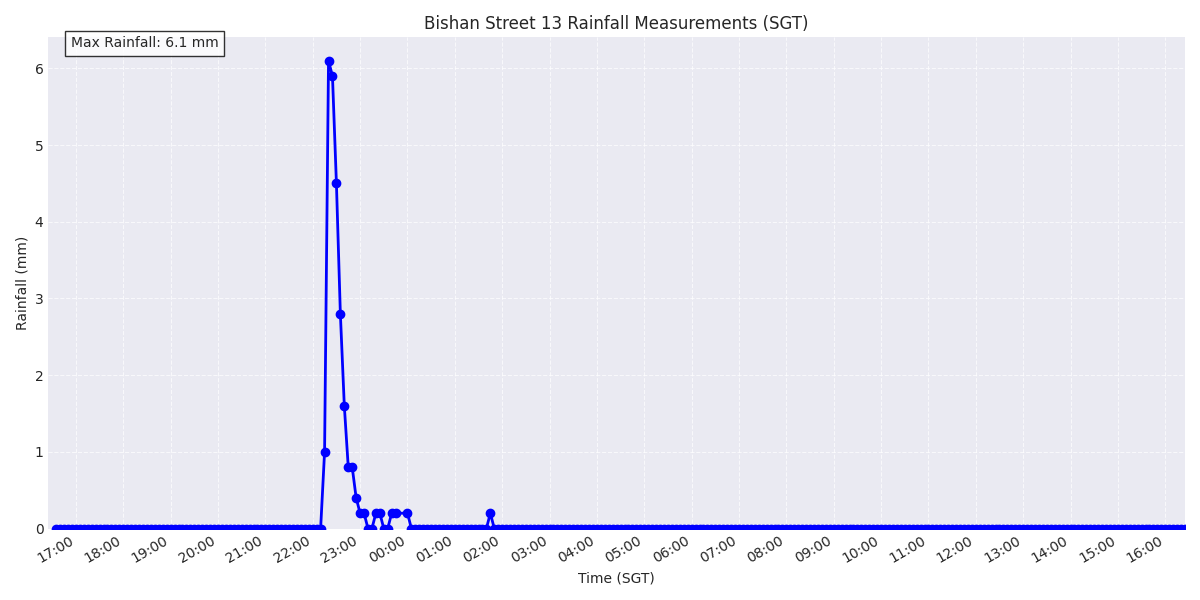 Bishan Street 13 Rainfall Measurements (SGT)
Max Rainfall: 6.1 mm
6
5
4
3
2
1
0
Rainfall (mm)
17:00 18:00 19:00 20:00 21:00 22:00 23:00 00:00 01:00 02:00 03:00 04:00 05:00 06:00 07:00 08:00 09:00 10:00 11:00 12:00 13:00 14:00 15:00 16:00
Time (SGT)